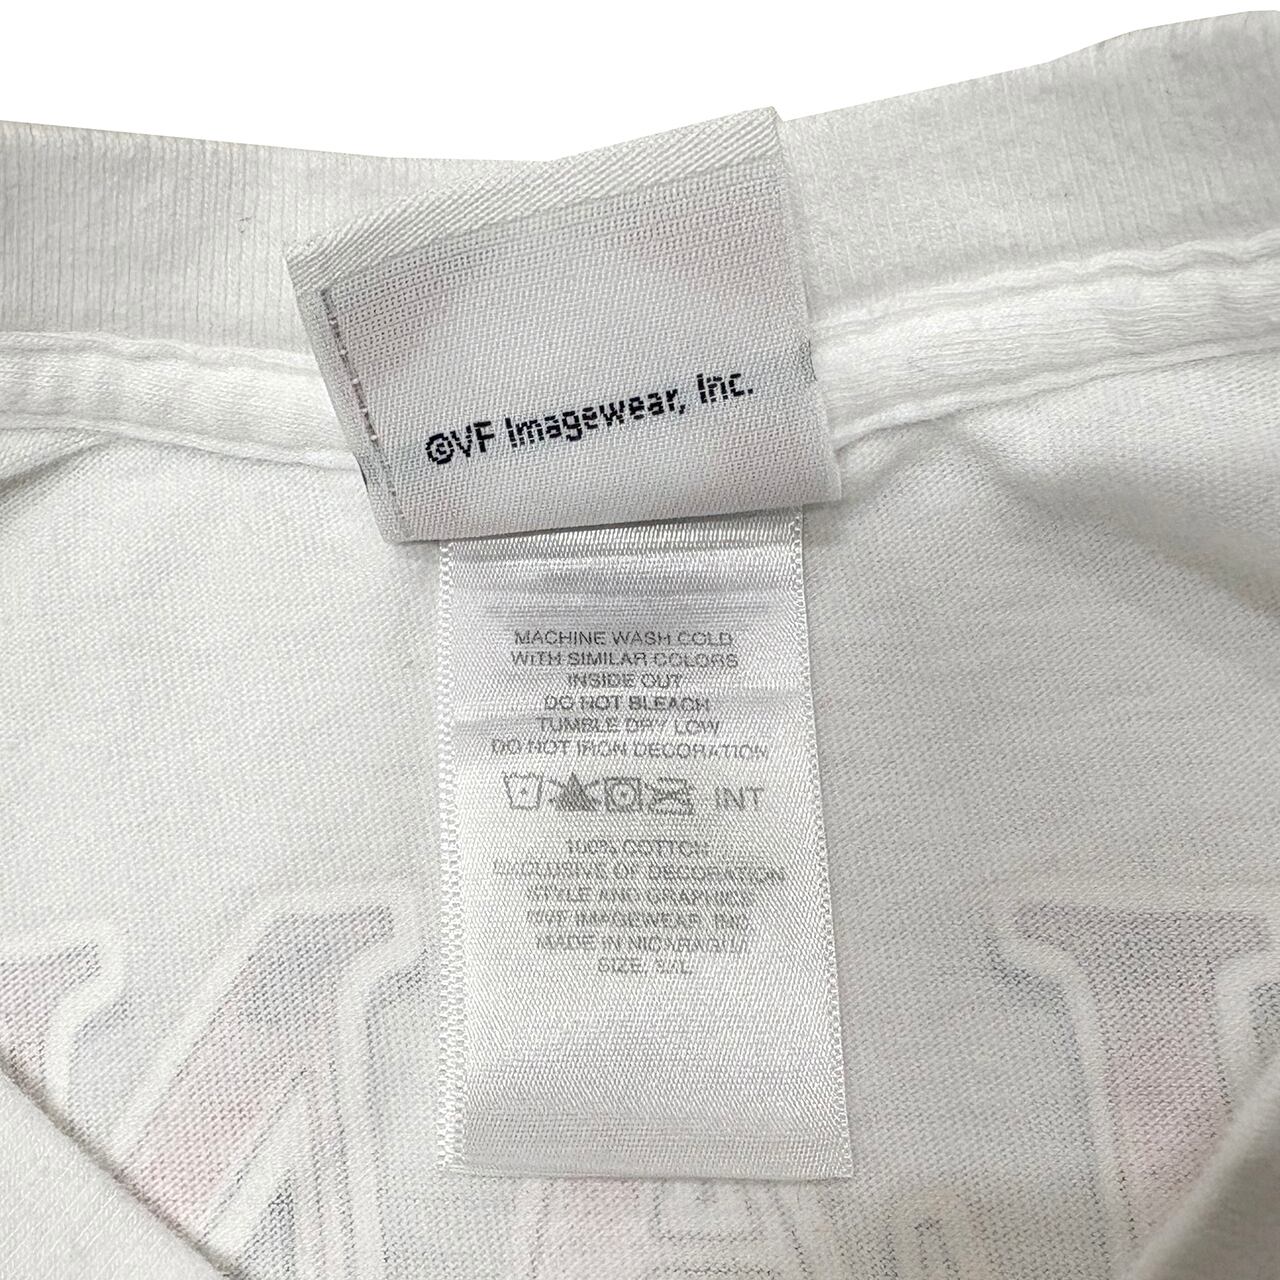 ©VF Imagewear, Inc.
MACHINE WASH COLD
WITH SIMILAR COLORS
INSIDE OUT
DO NOT BLEACH
TUMBLE DRY LOW
DO NOT IRON DECORATION
INT
100% COTTON
EXCLUSIVE OF DECORATION
STYLE AND GRAPHICS
©VF IMAGEWEAR, INC
MADE IN NICARAGUA
SIZE: